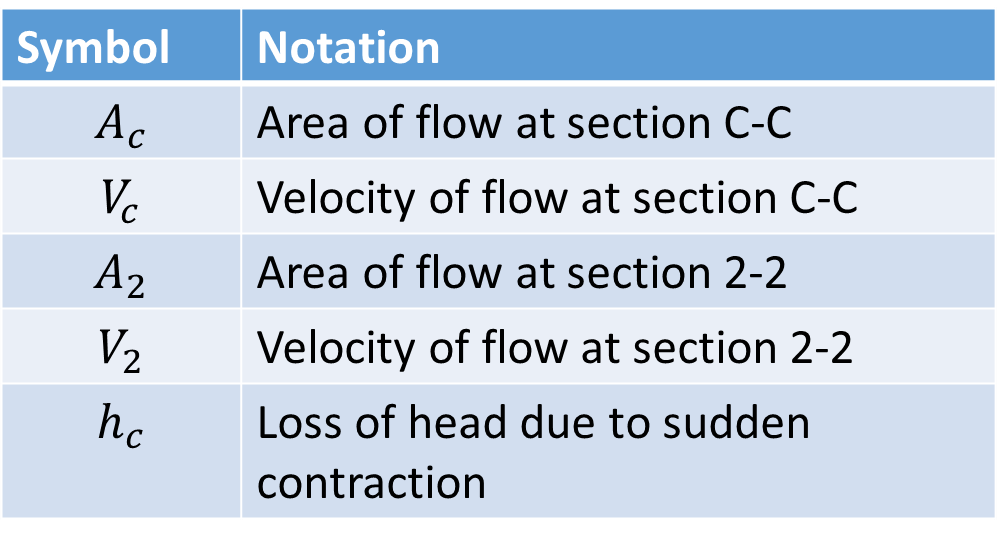 Symbol Notation
A_c Area of flow at section C-C
V_c Velocity of flow at section C-C
A_2 Area of flow at section 2-2
V_2 Velocity of flow at section 2-2
h_c Loss of head due to sudden
contraction